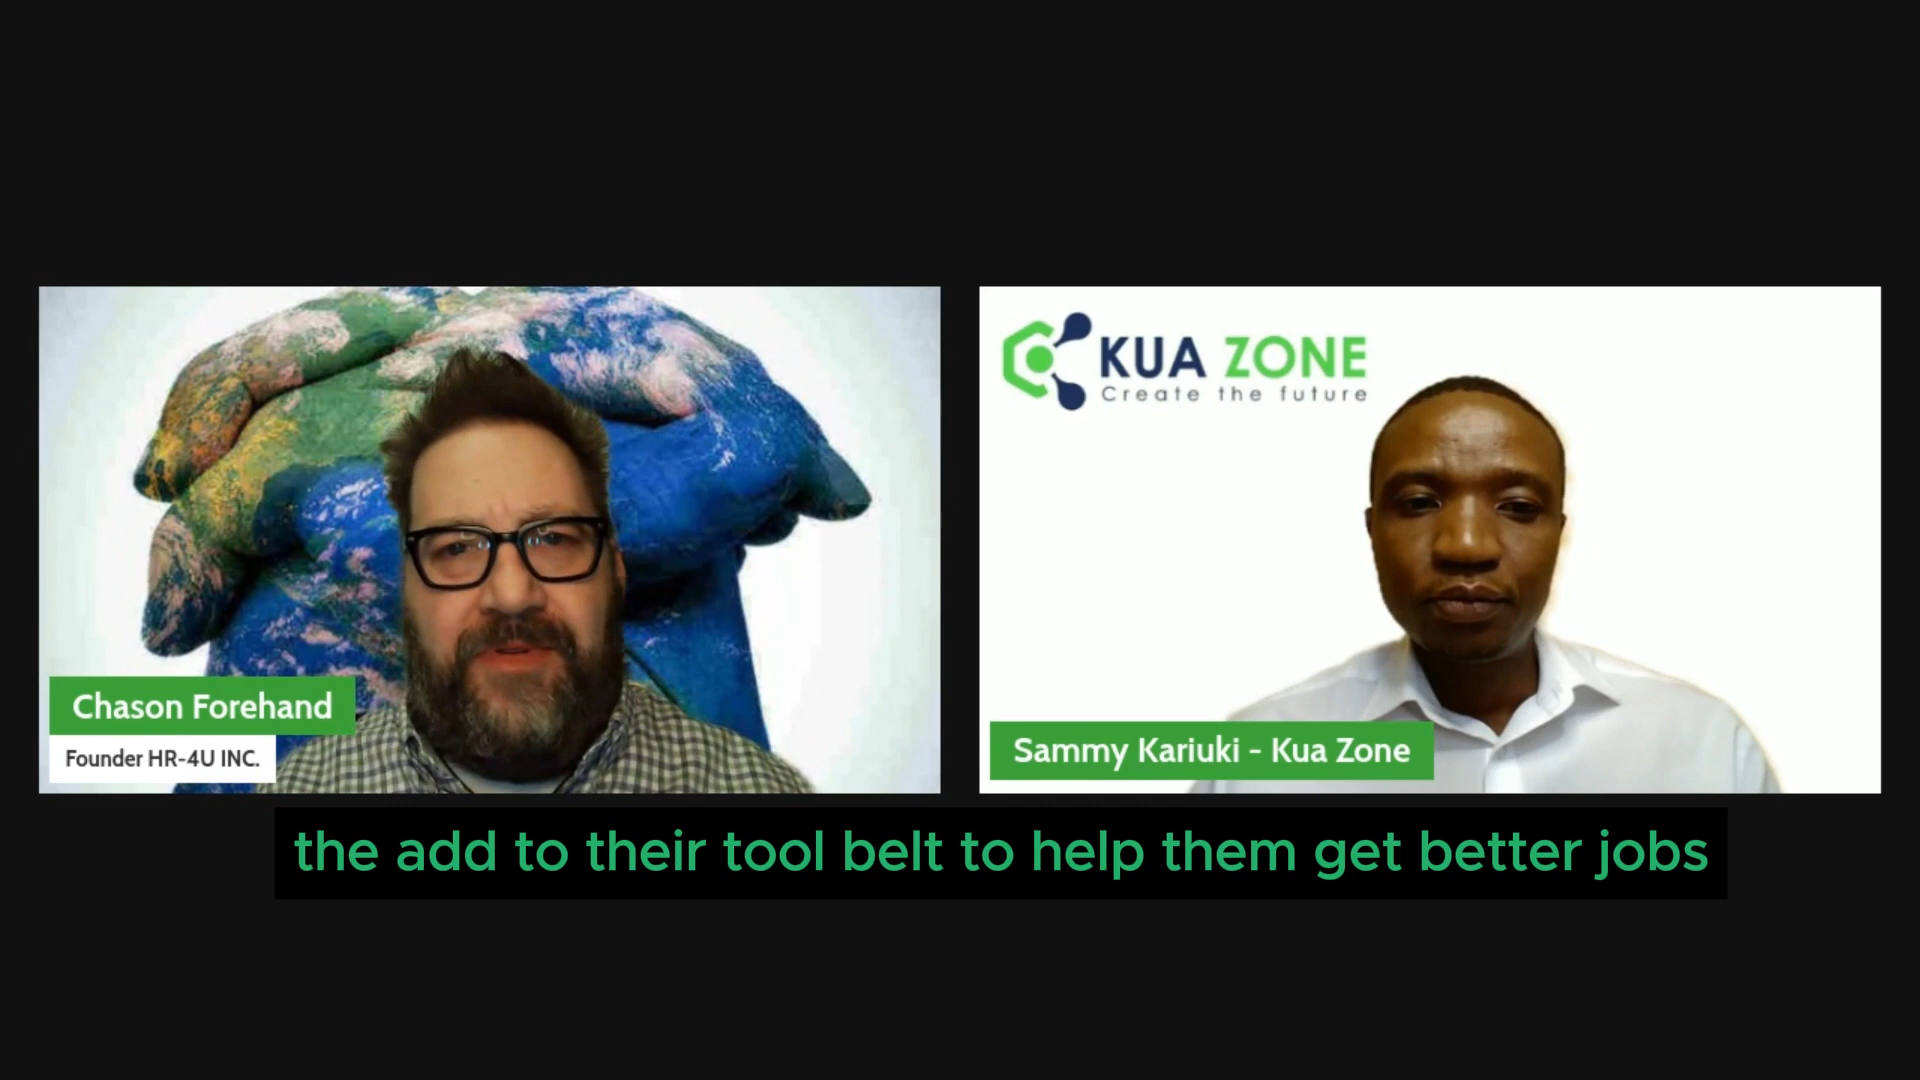 KUA ZONE
Create the future
Chason Forehand
Founder HR-4U INC.
Sammy Kariuki - Kua Zone
the add to their tool belt to help them get better jobs